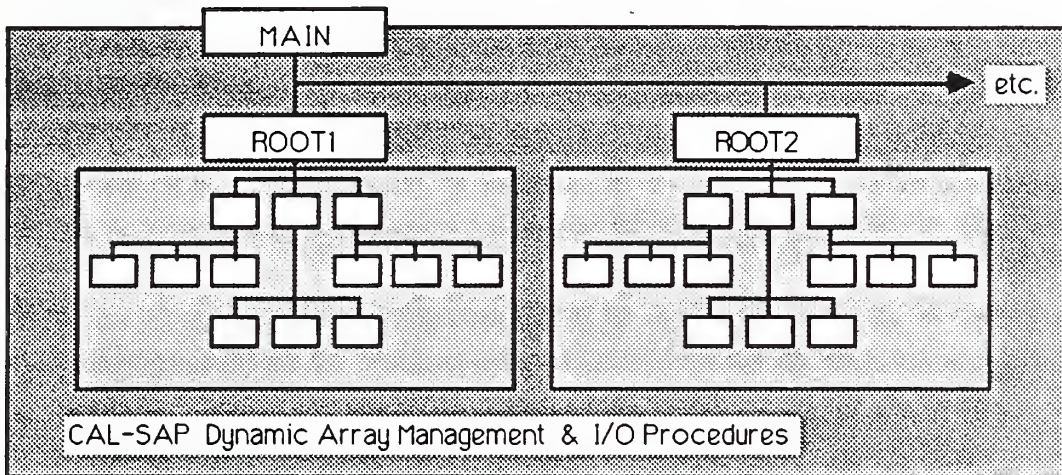 MAIN
etc.
ROOT1
ROOT2
CAL-SAP Dynamic Array Management & I/O Procedures